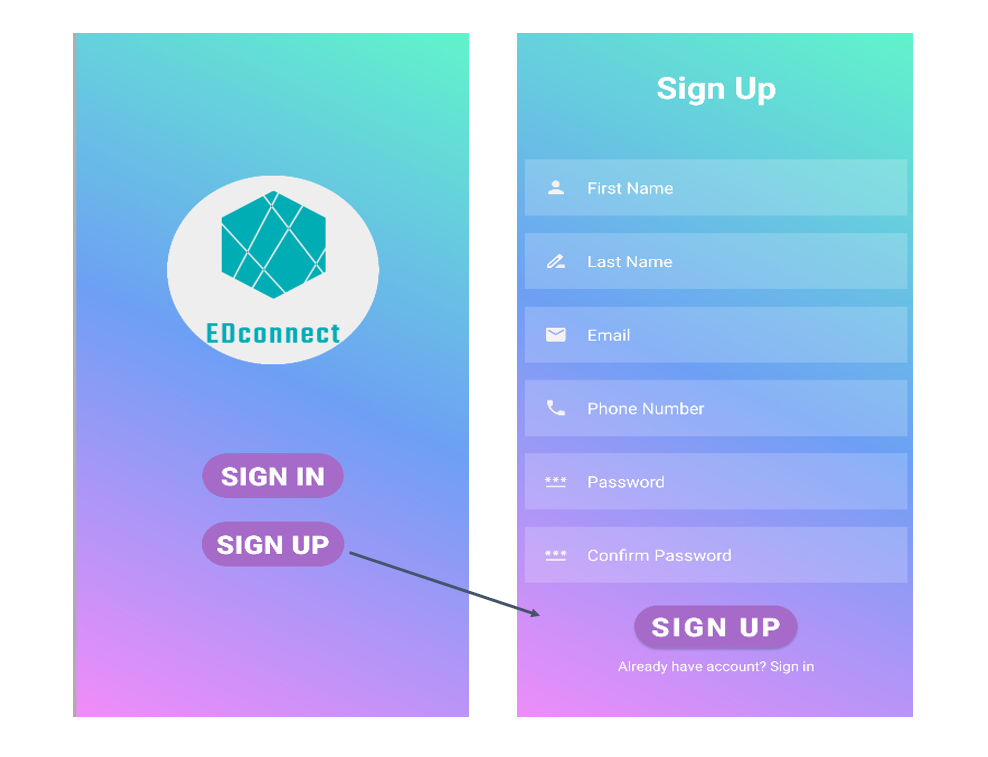 EDconnect
SIGN IN
SIGN UP
Sign Up
First Name
Last Name
Email
Phone Number
Password
Confirm Password
SIGN UP
Already have account? Sign in